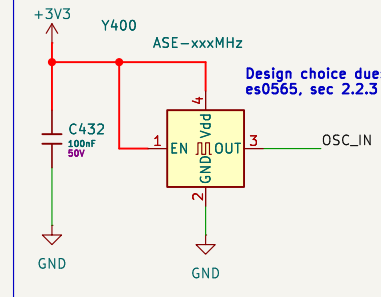 +3V3
Y400
ASE-xxxMHz
Design choice due
es0565, sec 2.2.3
4
Vdd
C432
100nF
50V
1
EN
OUT
3
OSC_IN
GND
2
GND
GND